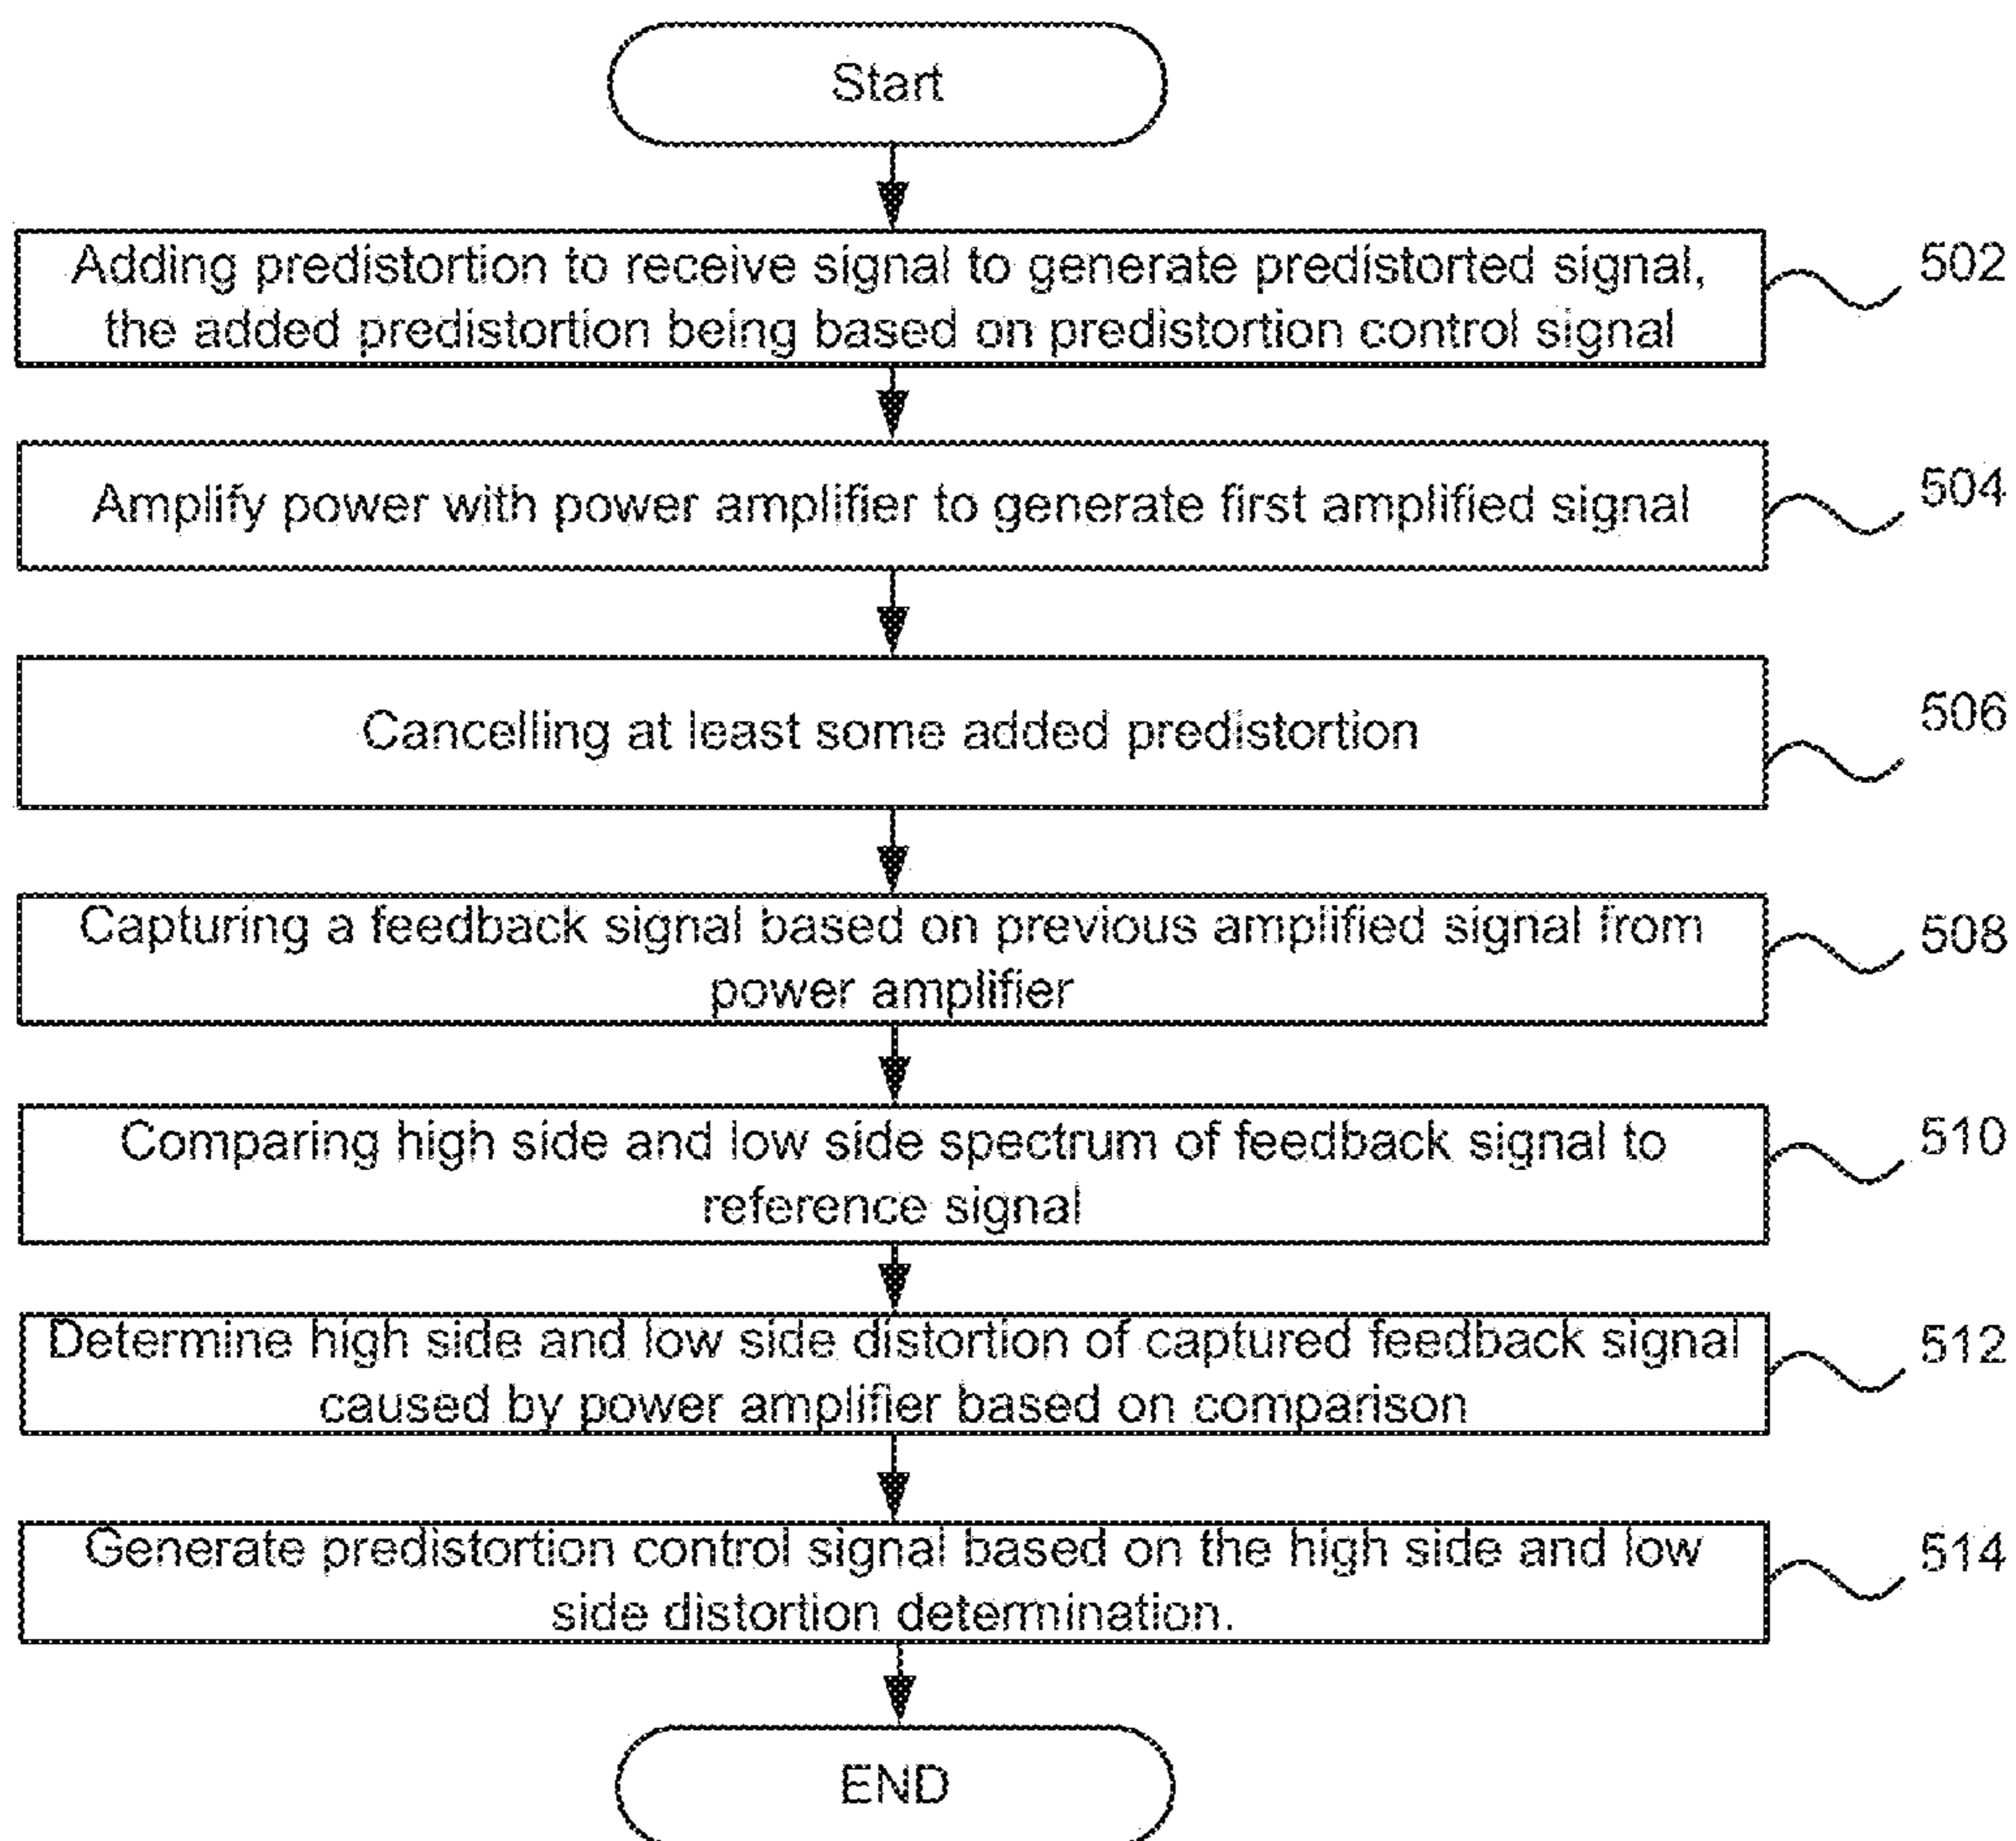 Start
Adding predistortion to receive signal to generate predistorted signal,
the added predistortion being based on predistortion control signal
502
Amplify power with power amplifier to generate first amplified signal
504
Cancelling at least some added predistortion
506
Capturing a feedback signal based on previous amplified signal from
power amplifier
508
Comparing high side and low side spectrum of feedback signal to
reference signal
510
Determine high side and low side distortion of captured feedback signal
caused by power amplifier based on comparison
512
Generate predistortion control signal based on the high side and low
side distortion determination.
514
END